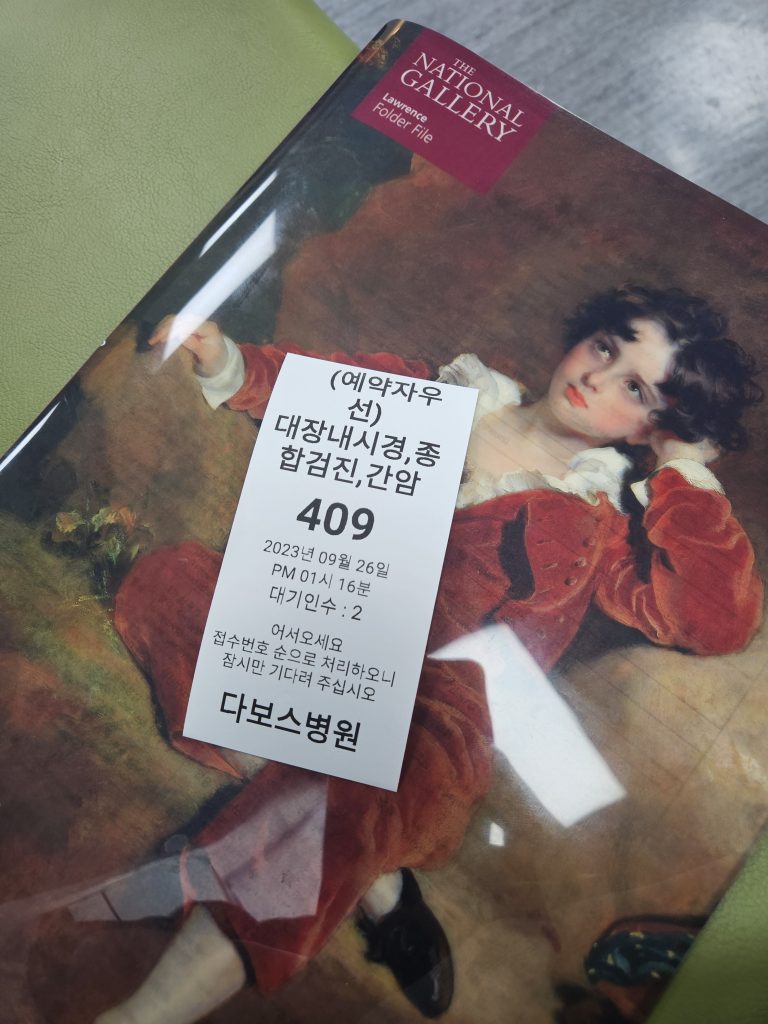 THE
NATIONAL
GALLERY
Lawrence
Folder File
(예약자우
선)
대장내시경,종
합검진,간암
409
2023년 09월 26일
PM 01시 16분
대기인수 : 2
어서오세요
접수번호 순으로 처리하오니
잠시만 기다려 주십시오
다보스병원